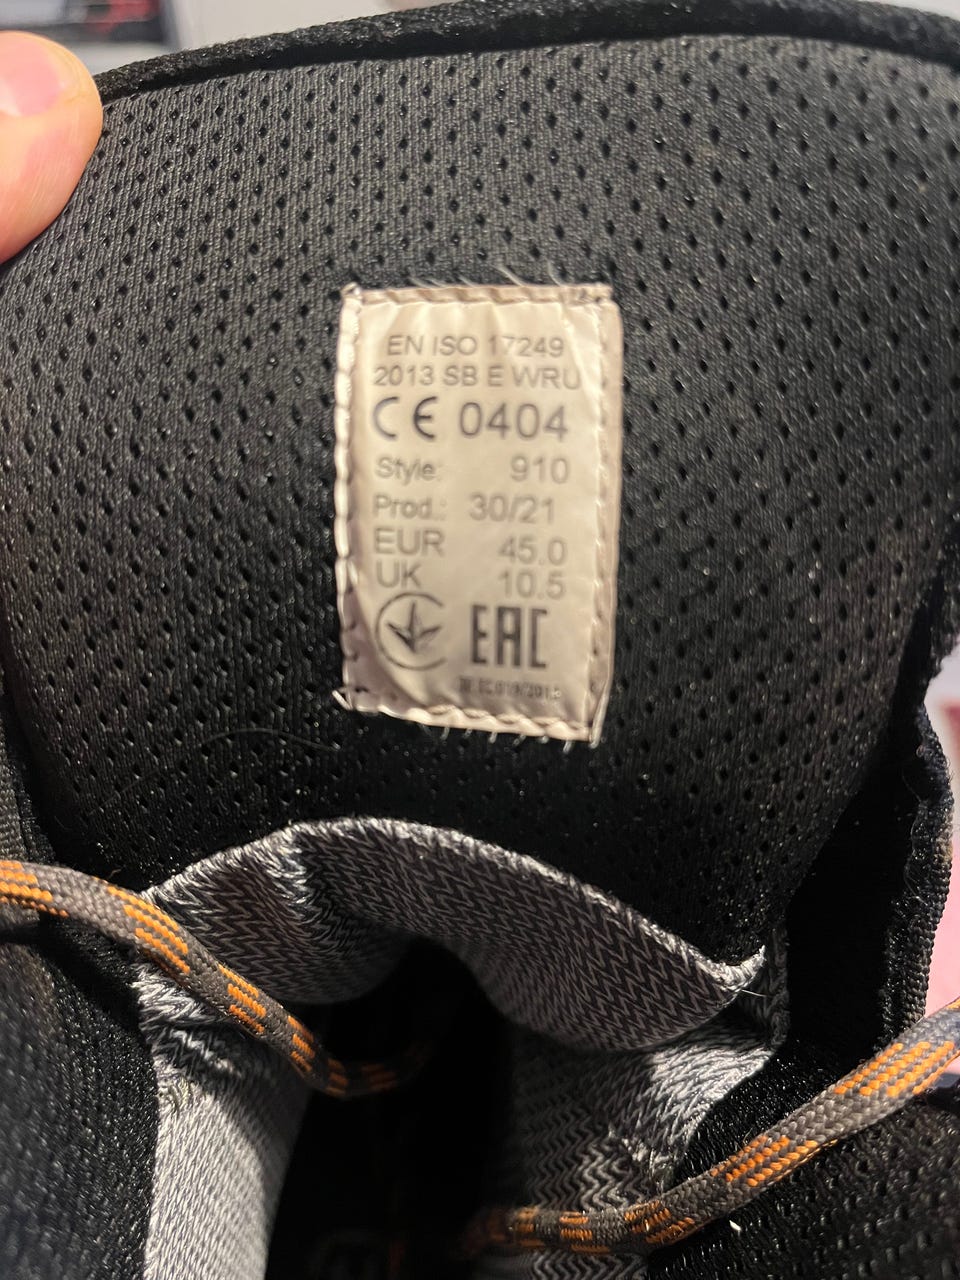 EN ISO 17249
2013 SB E WRU
CE 0404
Style: 910
Prod.: 30/21
EUR 45.0
UK 10.5
EAC